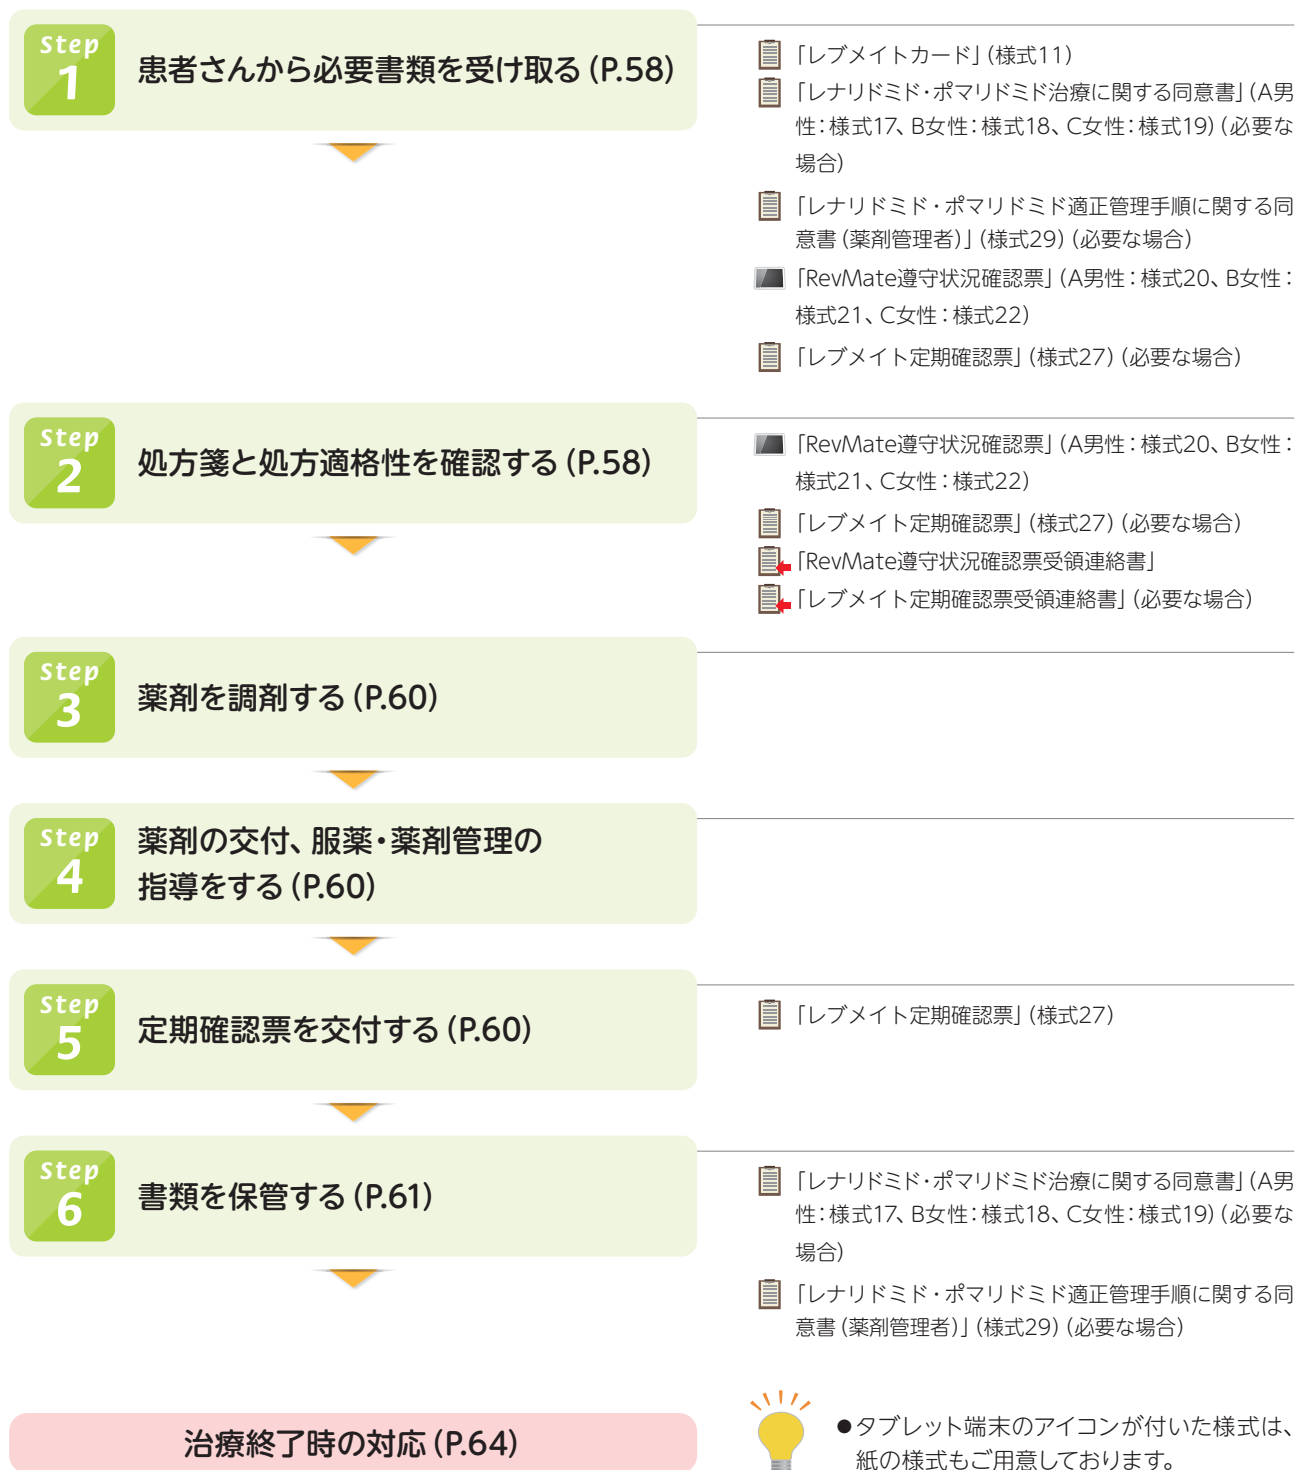 Step
1
患者さんから必要書類を受け取る（P.58）
「レブメイトカード」（様式11）
「レナリドミド・ポマリドミド治療に関する同意書」（A男
性：様式17、B女性：様式18、C女性：様式19）（必要な
場合）
「レナリドミド・ポマリドミド適正管理手順に関する同
意書（薬剤管理者）」（様式29）（必要な場合）
「RevMate遵守状況確認票」（A男性：様式20、B女性：
様式21、C女性：様式22）
「レブメイト定期確認票」（様式27）（必要な場合）
Step
2
処方箋と処方適格性を確認する（P.58）
「RevMate遵守状況確認票」（A男性：様式20、B女性：
様式21、C女性：様式22）
「レブメイト定期確認票」（様式27）（必要な場合）
「RevMate遵守状況確認票受領連絡書」
「レブメイト定期確認票受領連絡書」（必要な場合）
Step
3
薬剤を調剤する（P.60）
Step
4
薬剤の交付、服薬・薬剤管理の
指導をする（P.60）
Step
5
定期確認票を交付する（P.60）
「レブメイト定期確認票」（様式27）
Step
6
書類を保管する（P.61）
「レナリドミド・ポマリドミド治療に関する同意書」（A男
性：様式17、B女性：様式18、C女性：様式19）（必要な
場合）
「レナリドミド・ポマリドミド適正管理手順に関する同
意書（薬剤管理者）」（様式29）（必要な場合）
治療終了時の対応（P.64）
●タブレット端末のアイコンが付いた様式は、
紙の様式もご用意しております。